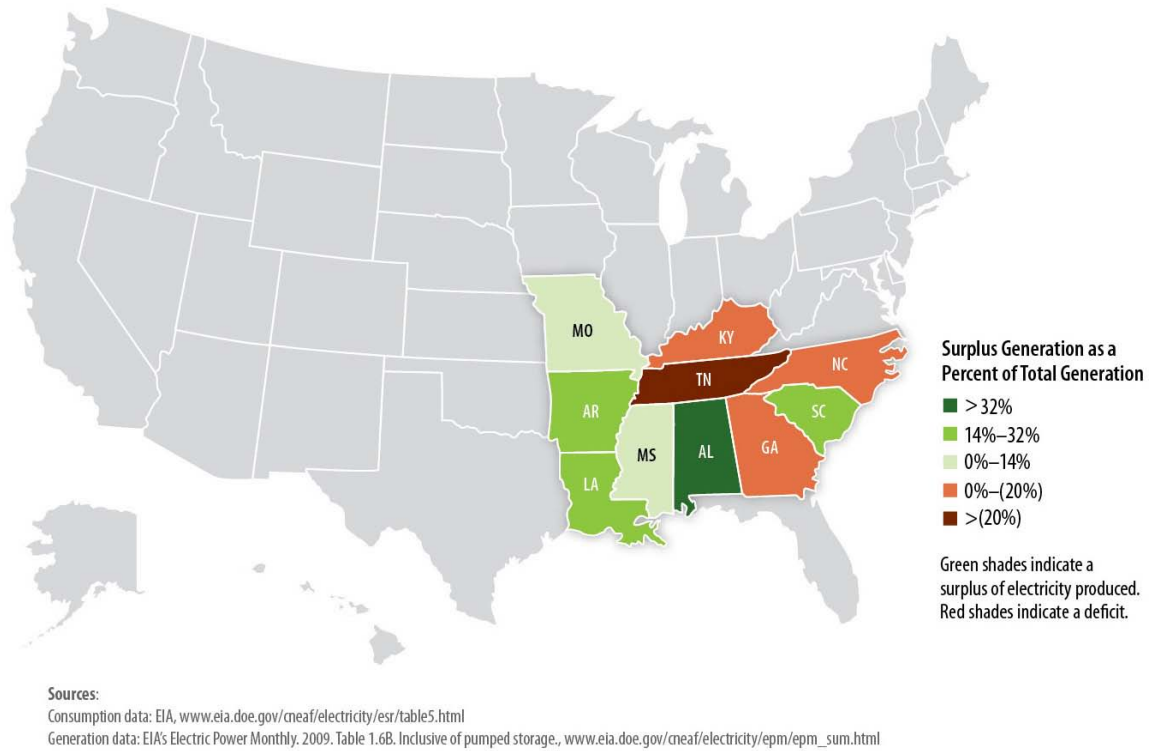 MO
KY
TN
NC
AR
SC
MS
AL
GA
LA
Surplus Generation as a
Percent of Total Generation
> 32%
14%–32%
0%–14%
0%–(20%)
>(20%)
Green shades indicate a
surplus of electricity produced.
Red shades indicate a deficit.
Sources:
Consumption data: EIA, www.eia.doe.gov/cneaf/electricity/esr/table5.html
Generation data: EIA's Electric Power Monthly. 2009. Table 1.6B. Inclusive of pumped storage., www.eia.doe.gov/cneaf/electricity/epm/epm_sum.html